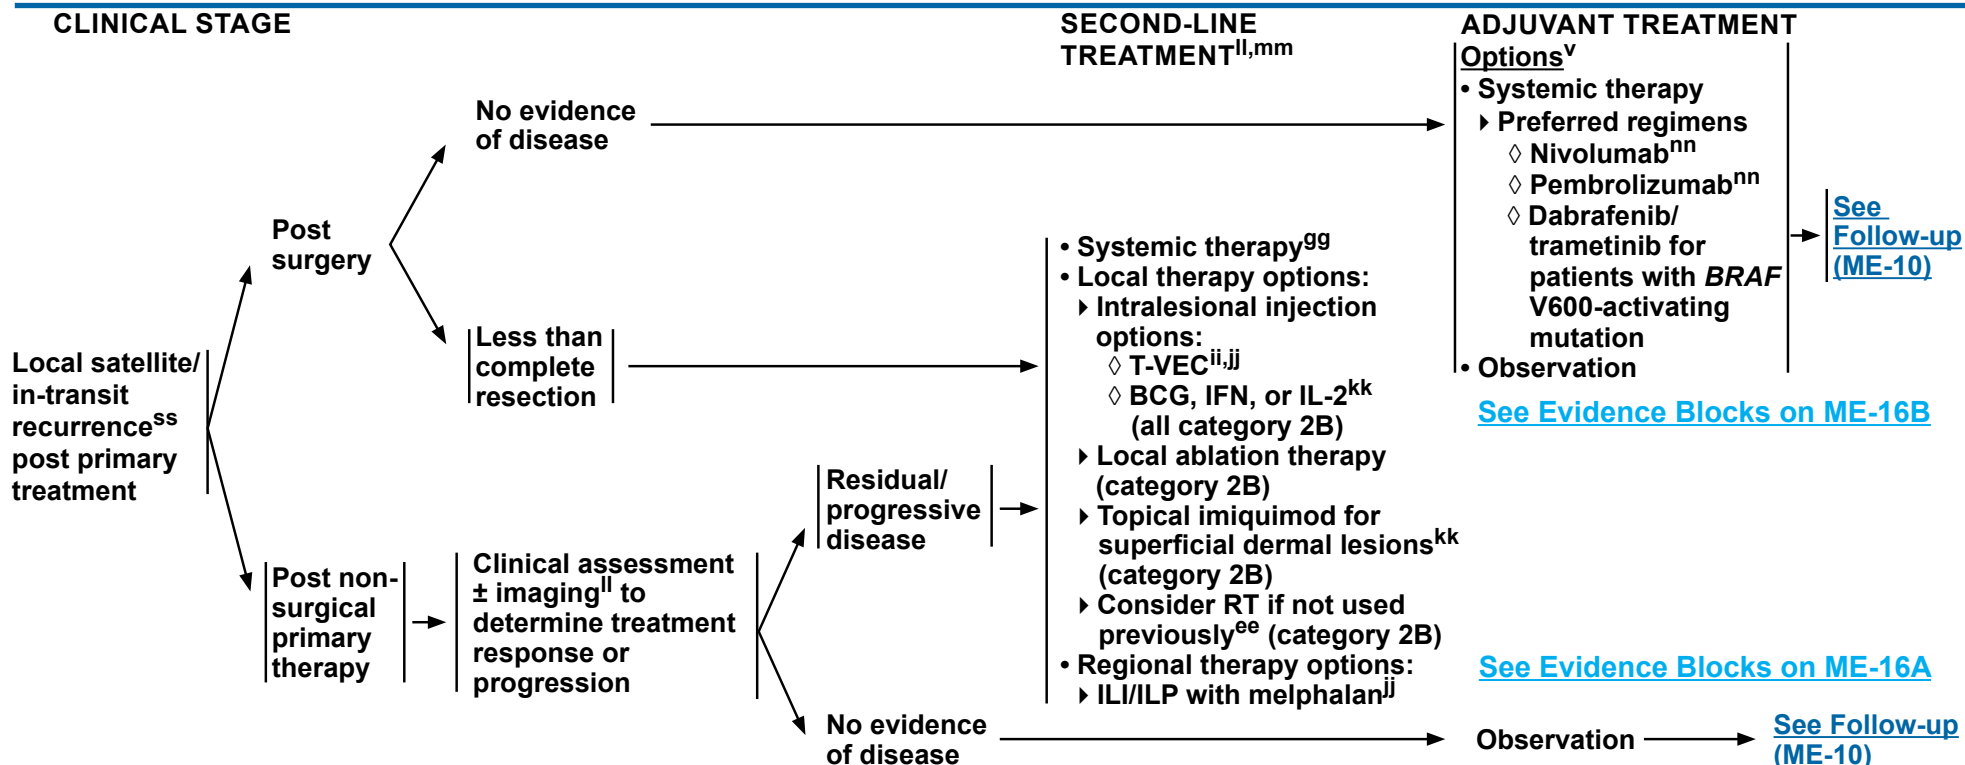 CLINICAL STAGE
SECOND-LINE
TREATMENTll,mm
ADJUVANT TREATMENT
Optionsv
• Systemic therapy
▸ Preferred regimens
◊ Nivolumabnn
◊ Pembrolizumabnn
◊ Dabrafenib/
trametinib for
patients with BRAF
V600-activating
mutation
• Observation
See Evidence Blocks on ME-16B
See
Follow-up
(ME-10)
No evidence
of disease
Post
surgery
Less than
complete
resection
Local satellite/
in-transit
recurrencess
post primary
treatment
• Systemic therapygg
• Local therapy options:
▸ Intralesional injection
options:
◊ T-VECii,jj
◊ BCG, IFN, or IL-2kk
(all category 2B)
▸ Local ablation therapy
(category 2B)
▸ Topical imiquimod for
superficial dermal lesionskk
(category 2B)
▸ Consider RT if not used
previouslyee (category 2B)
• Regional therapy options:
▸ ILI/ILP with melphalanjj
Residual/
progressive
disease
Post non-
surgical
primary
therapy
Clinical assessment
± imagingll to
determine treatment
response or
progression
See Evidence Blocks on ME-16A
No evidence
of disease
Observation
See Follow-up
(ME-10)